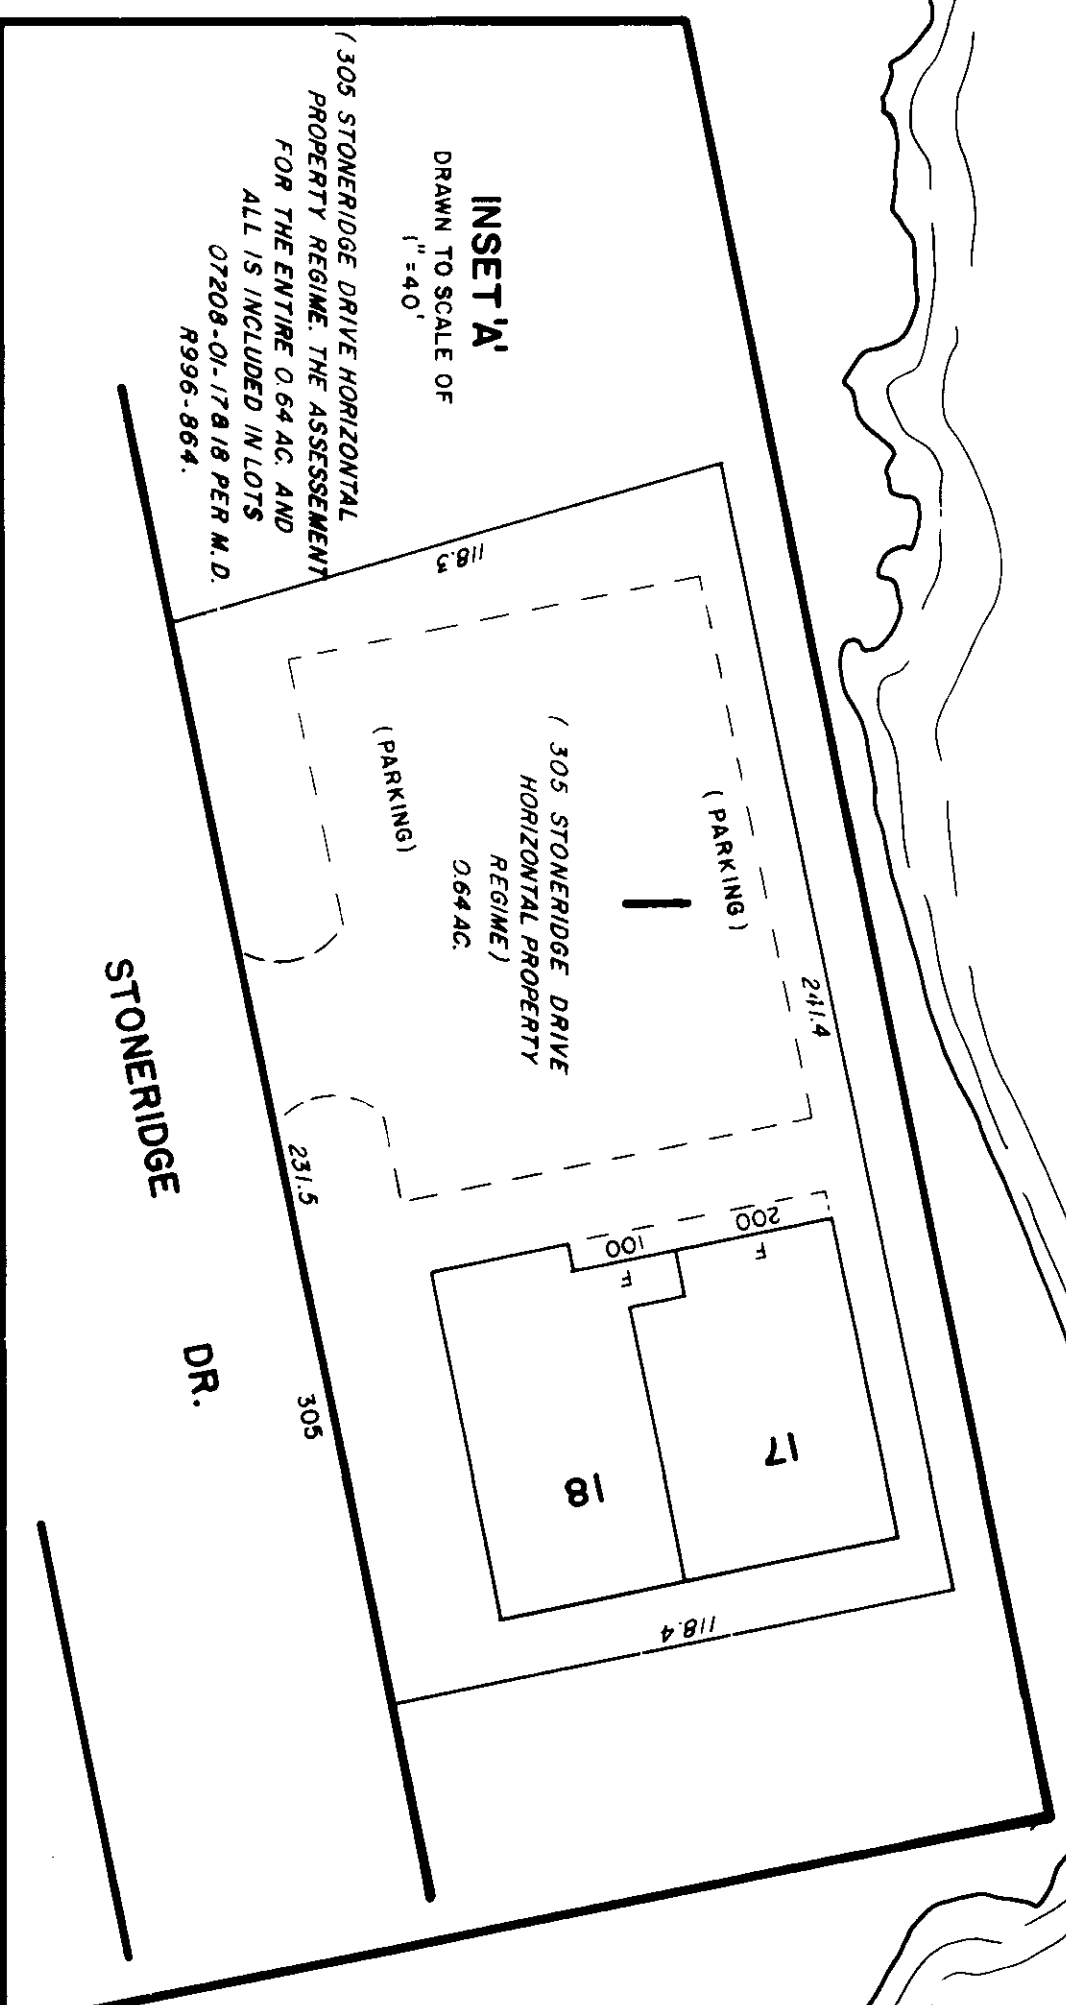 INSET 'A'
DRAWN TO SCALE OF
1" = 40'
(305 STONERIDGE DRIVE HORIZONTAL
PROPERTY REGIME. THE ASSESSEMENT
FOR THE ENTIRE 0.64 AC. AND
ALL IS INCLUDED IN LOTS
07208-01-17 & 18 PER M.D.
R996-864.
118.3
(PARKING)
241.4
(305 STONERIDGE DRIVE
HORIZONTAL PROPERTY
REGIME)
0.64 AC.
(PARKING)
200
F
100
F
17
18
118.4
231.5
305
STONERIDGE DR.